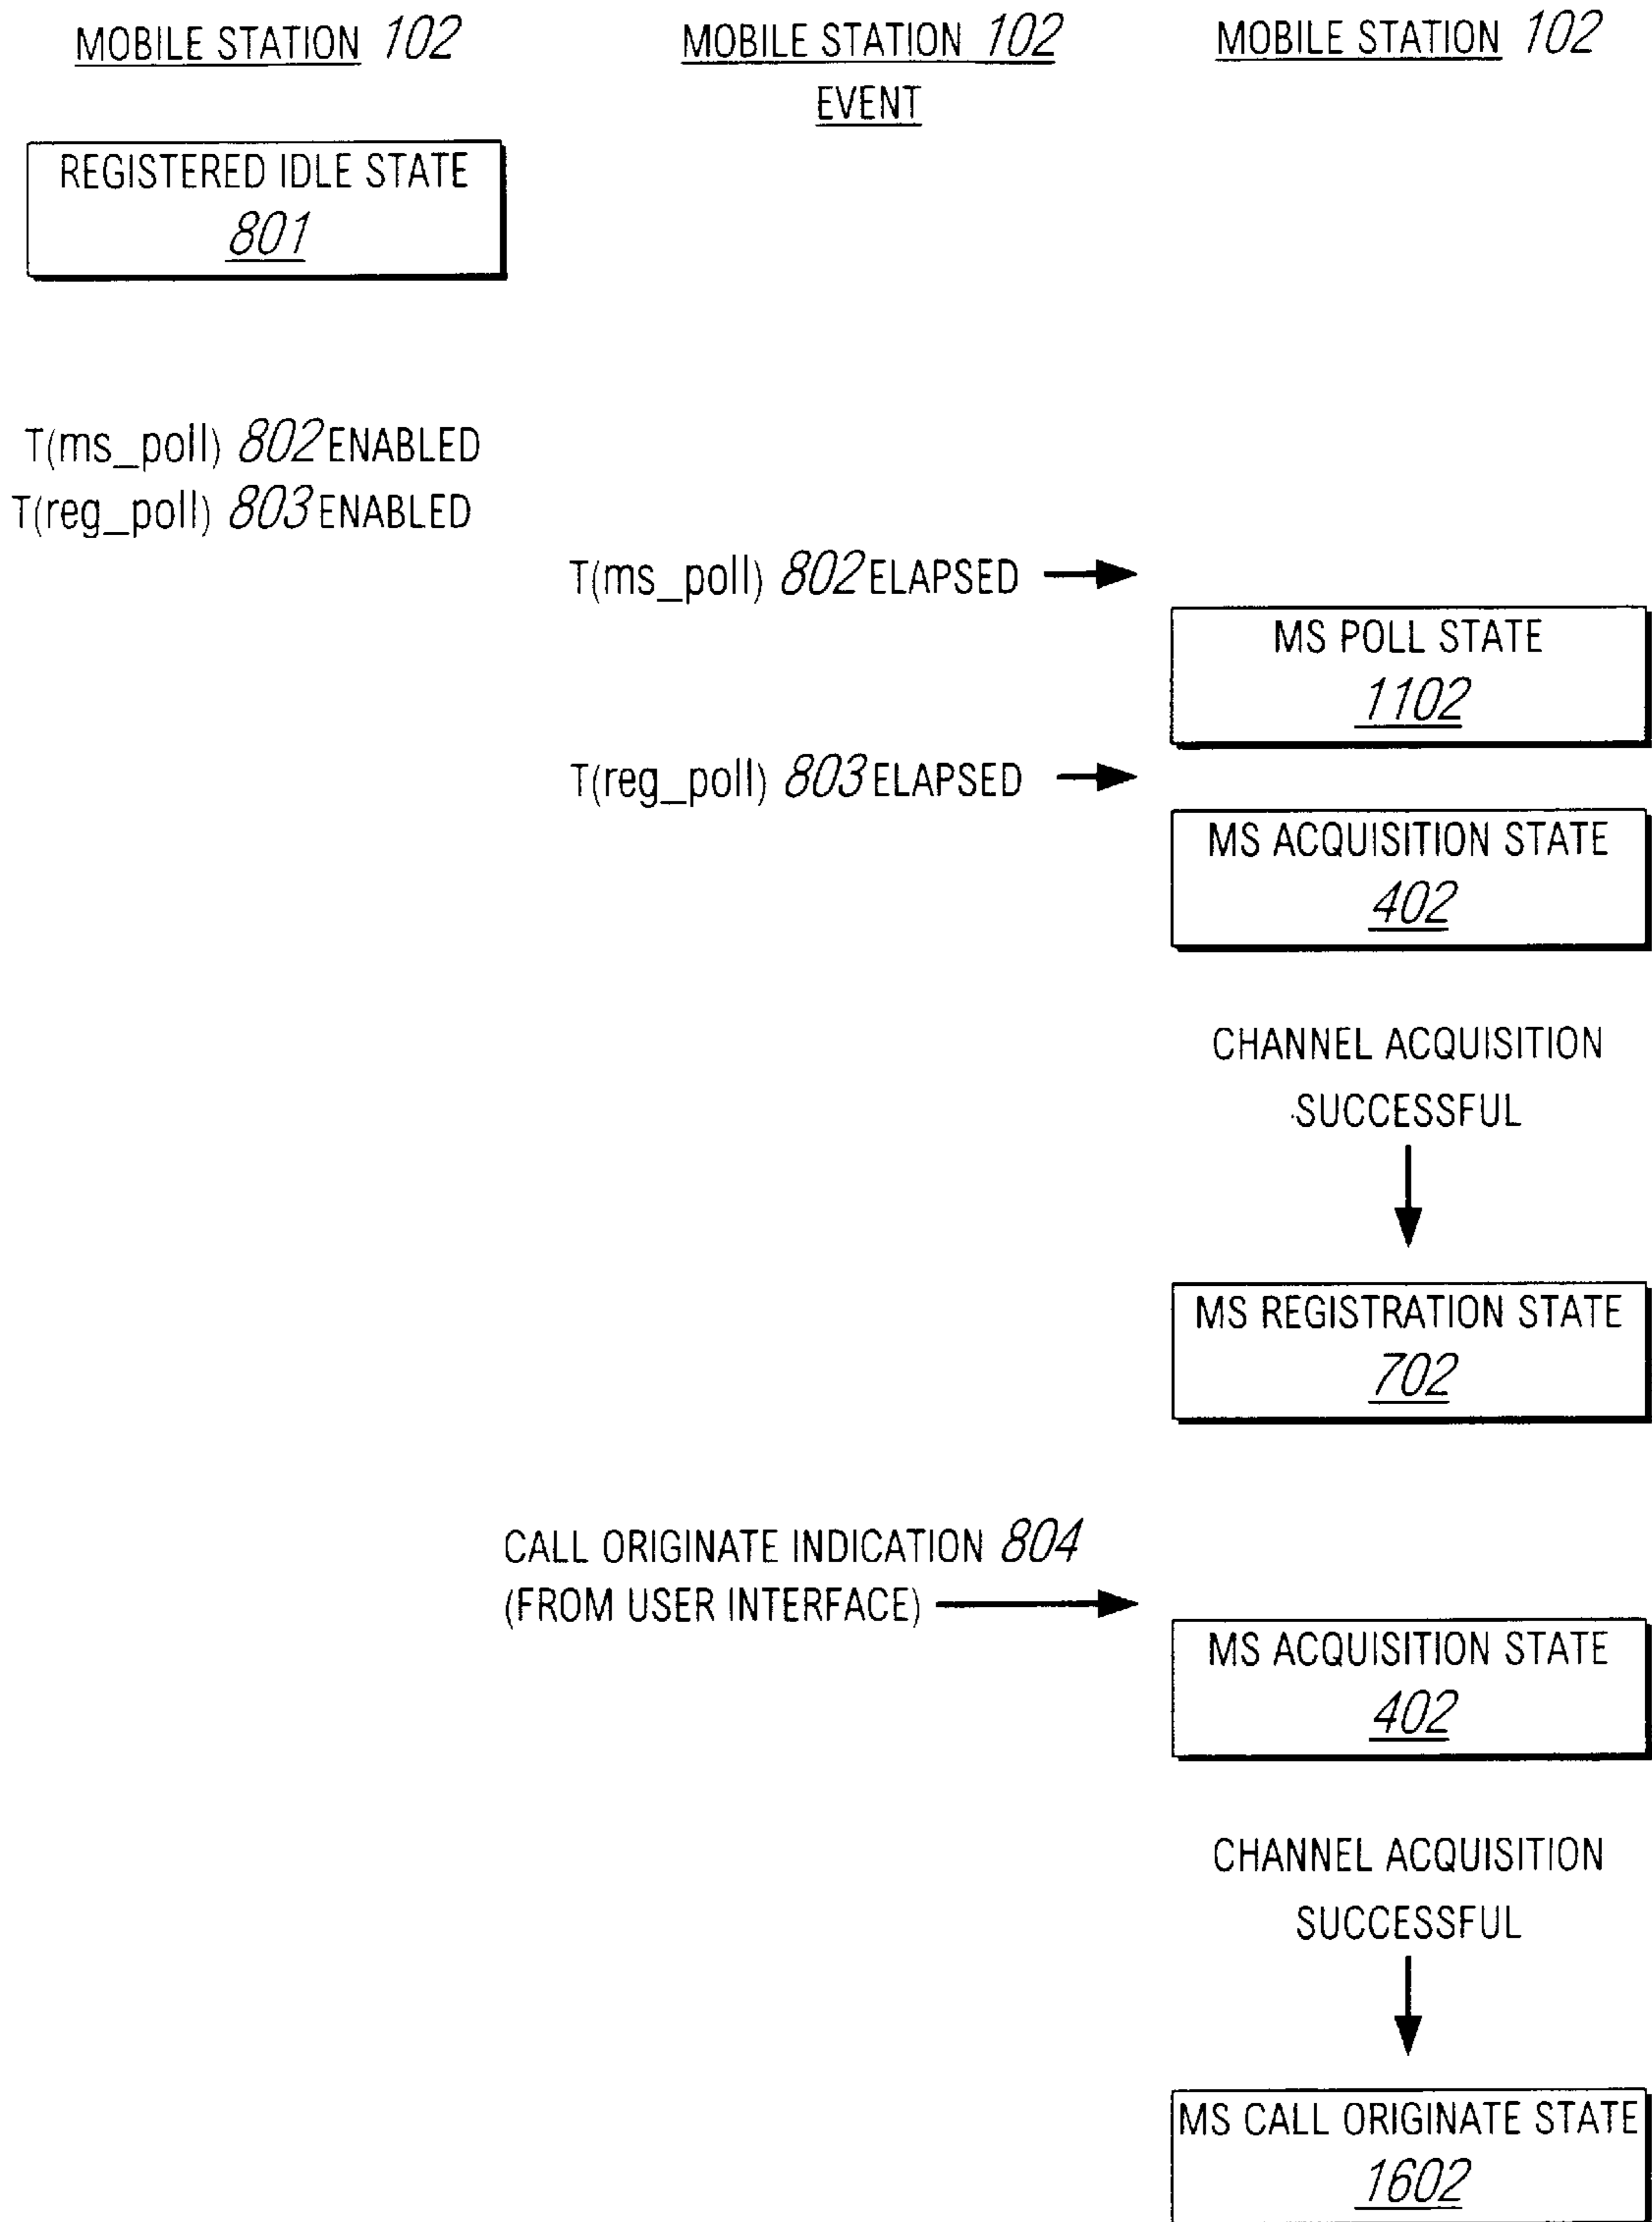 MOBILE STATION 102
MOBILE STATION 102
EVENT
MOBILE STATION 102
REGISTERED IDLE STATE
801
T(ms_poll) 802 ENABLED
T(reg_poll) 803 ENABLED
T(ms_poll) 802 ELAPSED
MS POLL STATE
1102
T(reg_poll) 803 ELAPSED
MS ACQUISITION STATE
402
CHANNEL ACQUISITION
SUCCESSFUL
MS REGISTRATION STATE
702
CALL ORIGINATE INDICATION 804
(FROM USER INTERFACE)
MS ACQUISITION STATE
402
CHANNEL ACQUISITION
SUCCESSFUL
MS CALL ORIGINATE STATE
1602